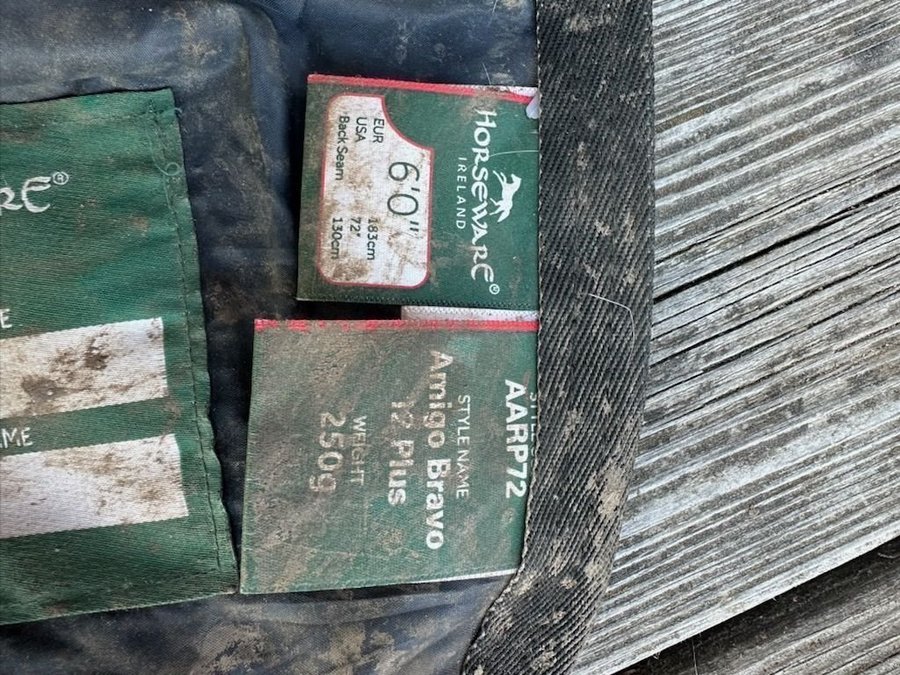 HORSEWARE®
IRELAND
6'0"
EUR 183cm
USA 72"
Back Seam 130cm
AARP72
STYLE NAME
Amigo Bravo
12 Plus
WEIGHT
250g